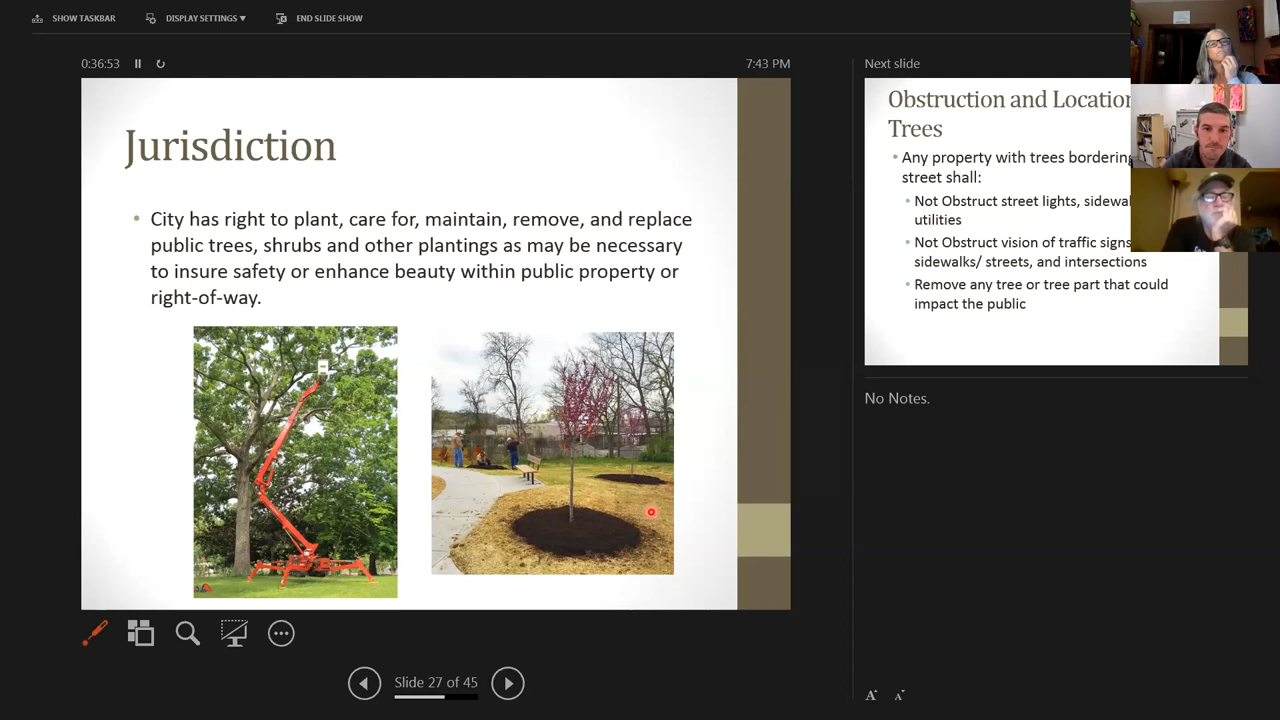 SHOW TASKBAR
DISPLAY SETTINGS ▾
END SLIDE SHOW
0:36:53
7:43 PM
Jurisdiction
• City has right to plant, care for, maintain, remove, and replace
public trees, shrubs and other plantings as may be necessary
to insure safety or enhance beauty within public property or
right-of-way.
Slide 27 of 45
Next slide
Obstruction and Location
Trees
• Any property with trees bordering
street shall:
• Not Obstruct street lights,
utilities
• Not Obstruct vision of traffic signs
sidewalks/ streets, and intersections
• Remove any tree or tree part that could
impact the public
No Notes.
A A